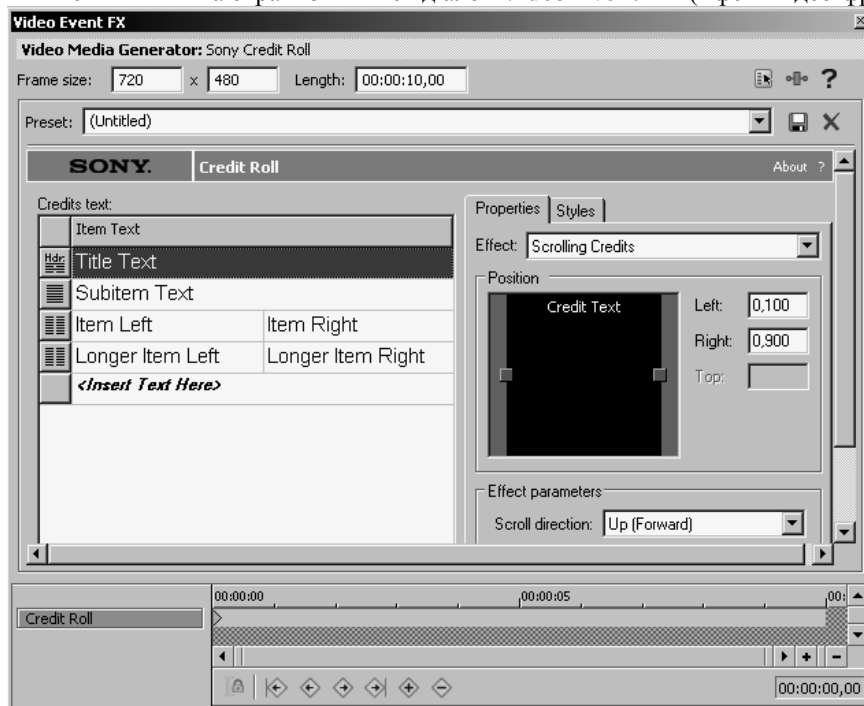 Video Event FX
Video Media Generator: Sony Credit Roll
Frame size: 720 x 480 Length: 00:00:10,00
Preset: (Untitled)
SONY. Credit Roll About ?
Credits text:
Item Text
Hdr: Title Text
Subitem Text
Item Left Item Right
Longer Item Left Longer Item Right
<Insert Text Here>
Properties Styles
Effect: Scrolling Credits
Position
Credit Text
Left: 0,100
Right: 0,900
Top:
Effect parameters
Scroll direction: Up (Forward)
00:00:00 00:00:05 00:
Credit Roll
00:00:00,00